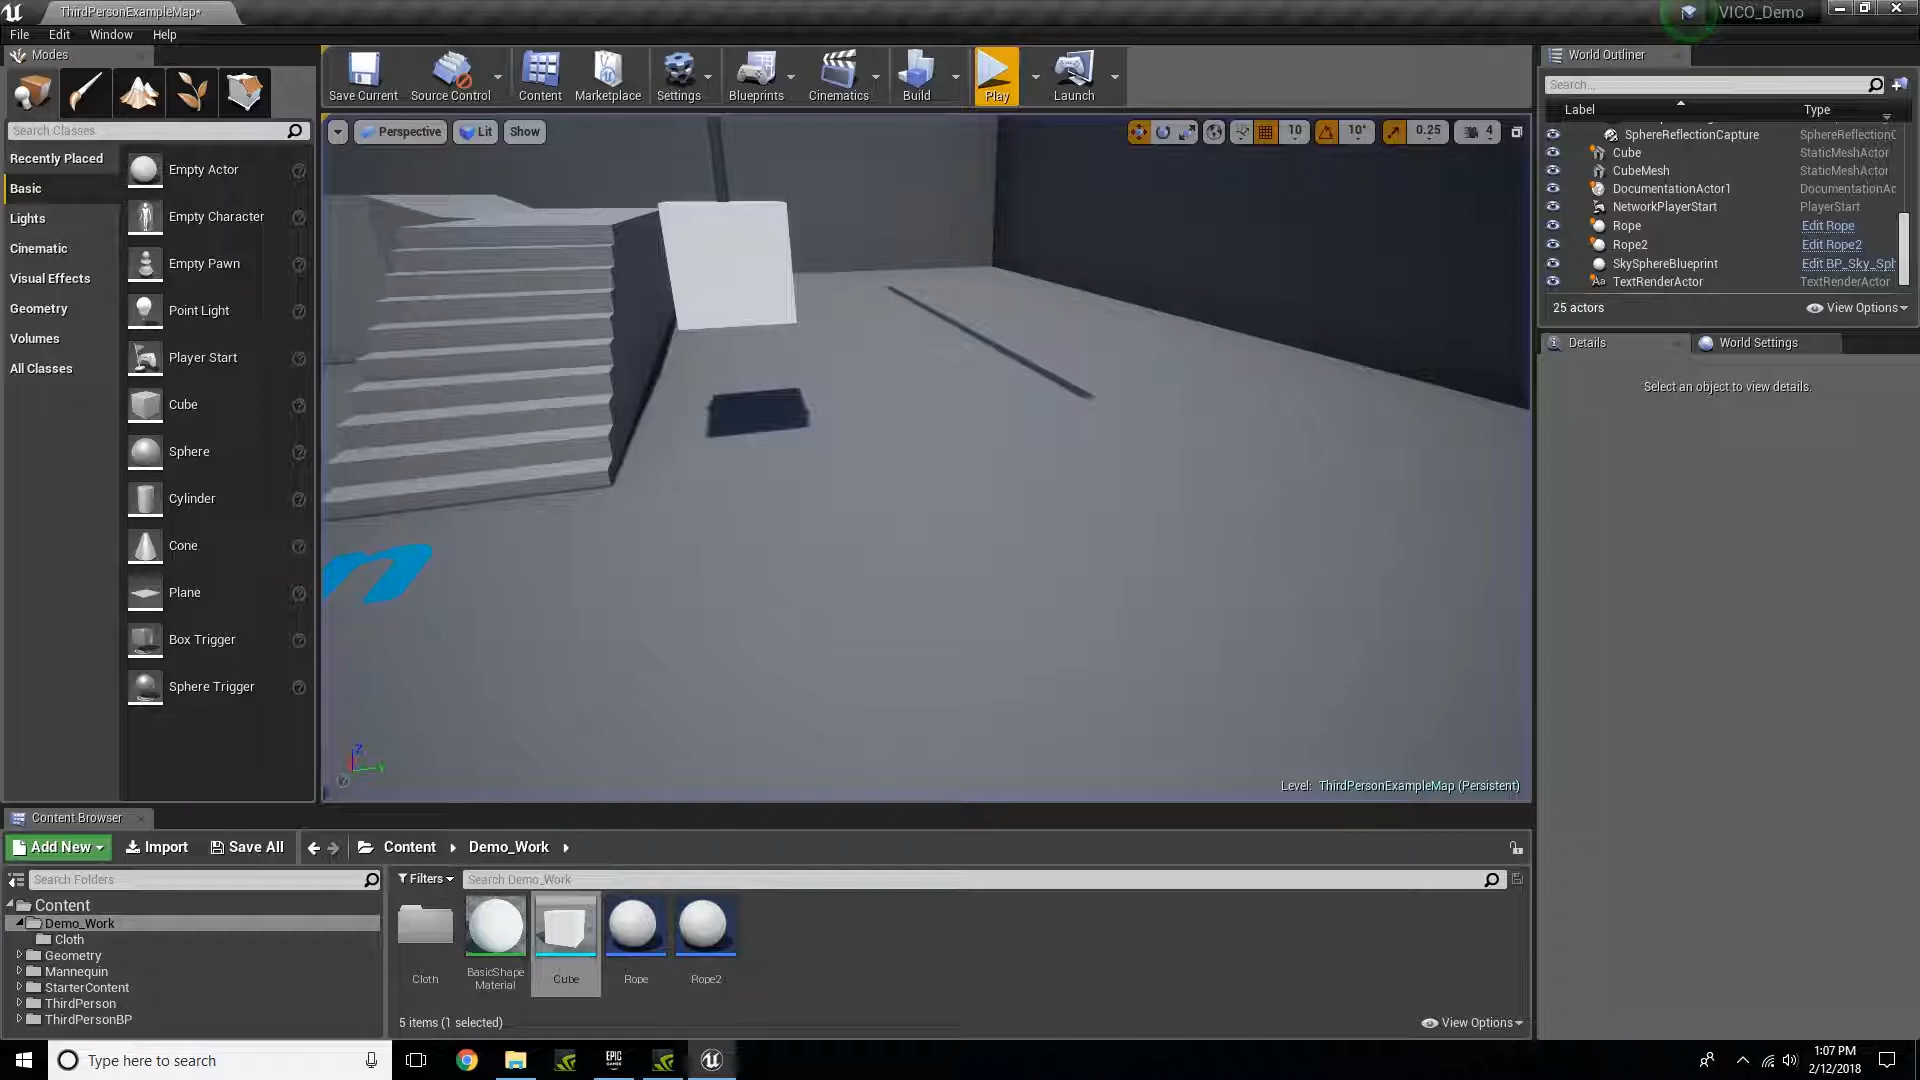 ThirdPersonExampleMap*
VICO_Demo
File Edit Window Help
Modes
Search Classes
Recently Placed
Basic
Lights
Cinematic
Visual Effects
Geometry
Volumes
All Classes
Empty Actor
Empty Character
Empty Pawn
Point Light
Player Start
Cube
Sphere
Cylinder
Cone
Plane
Box Trigger
Sphere Trigger
Save Current Source Control Content Marketplace Settings Blueprints Cinematics Build Play Launch
Perspective Lit Show
10 10° 0.25 4
Level: ThirdPersonExampleMap (Persistent)
World Outliner
Search...
Label Type
SphereReflectionCapture SphereReflectionC
Cube StaticMeshActor
CubeMesh StaticMeshActor
DocumentationActor1 DocumentationAc
NetworkPlayerStart PlayerStart
Rope Edit Rope
Rope2 Edit Rope2
SkySphereBlueprint Edit BP_Sky_Sph
TextRenderActor TextRenderActor
25 actors View Options
Details World Settings
Select an object to view details.
Content Browser
Add New Import Save All Content Demo_Work
Search Folders
Content
Demo_Work
Cloth
Geometry
Mannequin
StarterContent
ThirdPerson
ThirdPersonBP
Filters Search Demo_Work
Cloth
BasicShape
Material
Cube
Rope
Rope2
5 items (1 selected) View Options
Type here to search
EPIC
GAMES
1:07 PM
2/12/2018